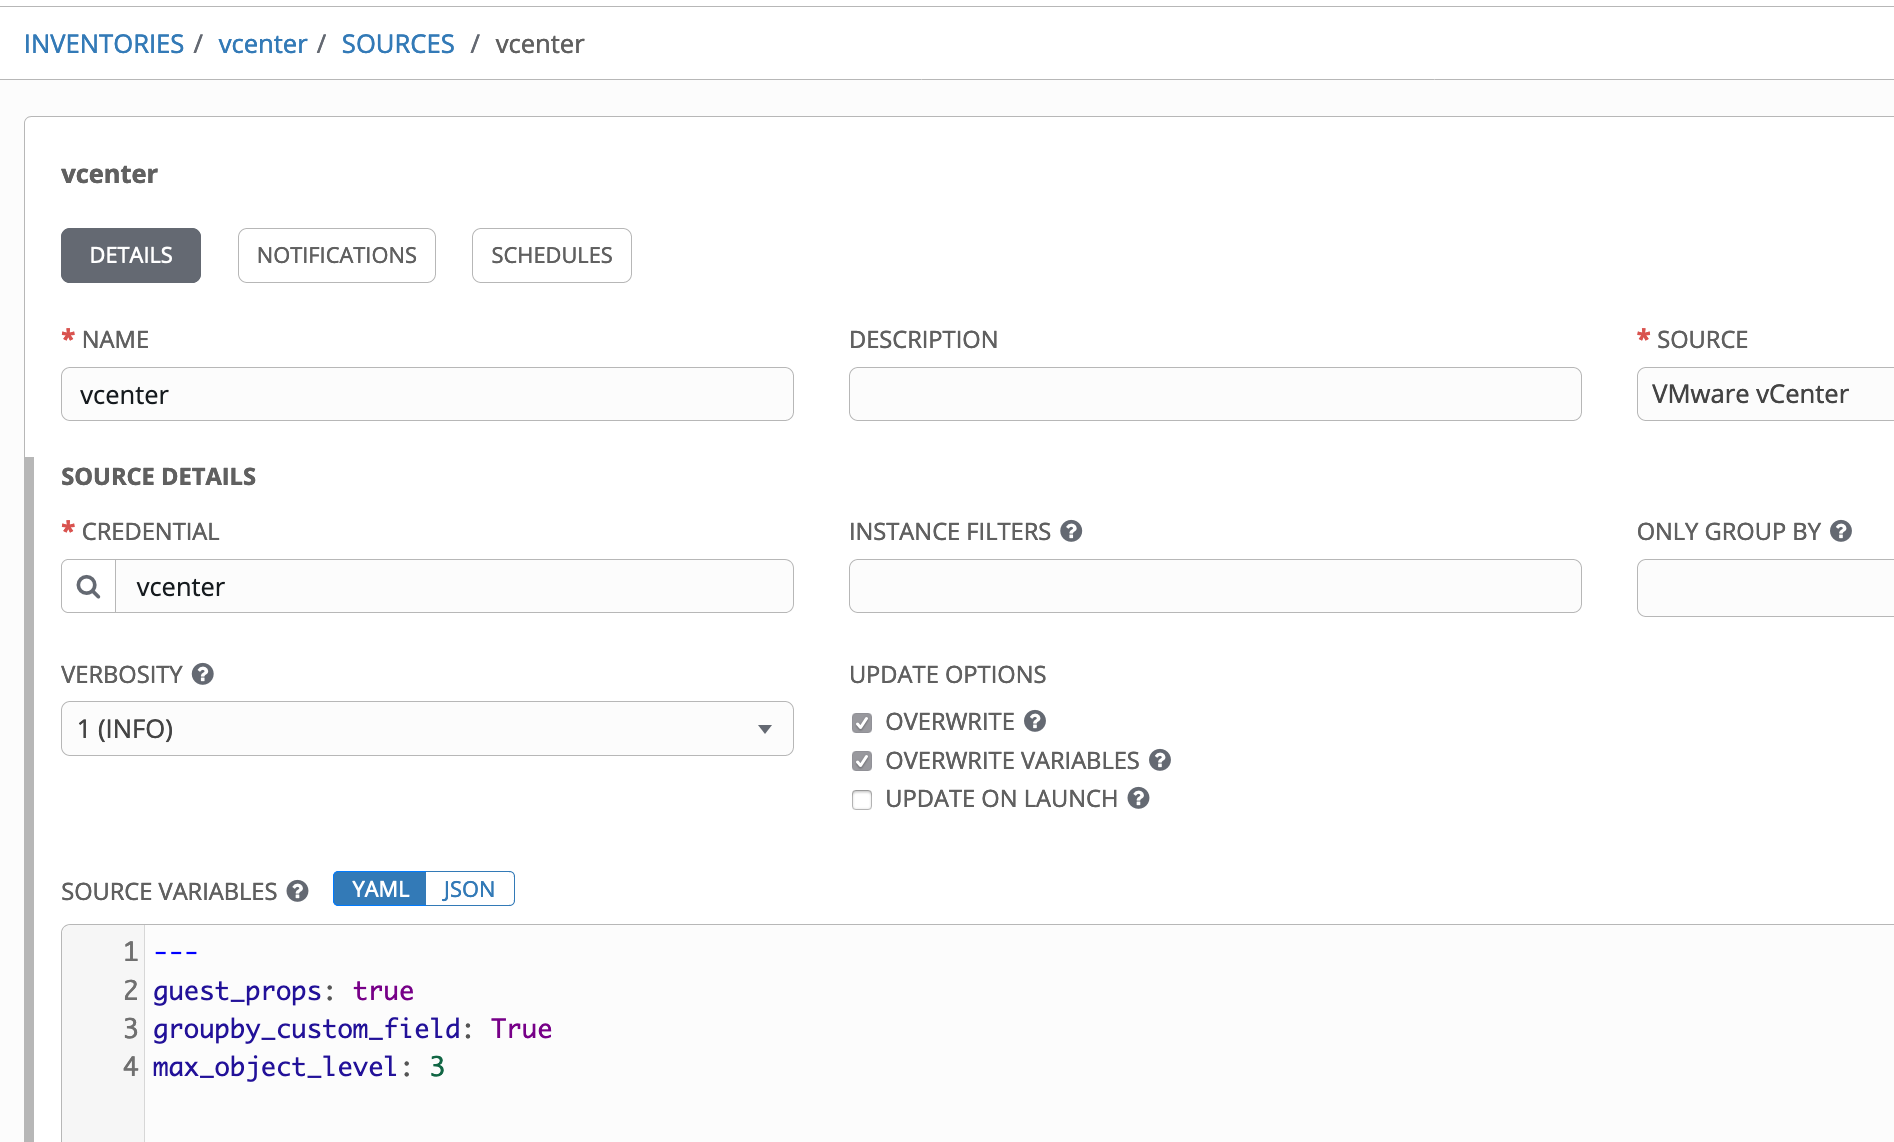 INVENTORIES / vcenter / SOURCES / vcenter
vcenter
DETAILS NOTIFICATIONS SCHEDULES
* NAME DESCRIPTION * SOURCE
vcenter VMware vCenter
SOURCE DETAILS
* CREDENTIAL INSTANCE FILTERS ? ONLY GROUP BY ?
vcenter
VERBOSITY ? UPDATE OPTIONS
1 (INFO)
OVERWRITE ?
OVERWRITE VARIABLES ?
UPDATE ON LAUNCH ?
SOURCE VARIABLES ? YAML JSON
1 ---
2 guest_props: true
3 groupby_custom_field: True
4 max_object_level: 3